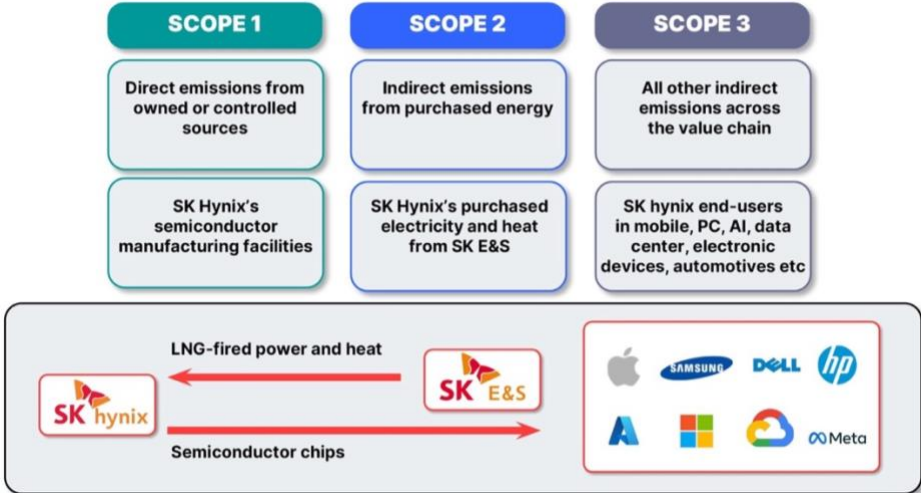 SCOPE 1
SCOPE 2
SCOPE 3
Direct emissions from
owned or controlled
sources
Indirect emissions
from purchased energy
All other indirect
emissions across
the value chain
SK Hynix's
semiconductor
manufacturing facilities
SK Hynix's purchased
electricity and heat
from SK E&S
SK hynix end-users
in mobile, PC, AI, data
center, electronic
devices, automotives etc
LNG-fired power and heat
SK hynix
SK E&S
Semiconductor chips
SAMSUNG
DELL
hp
Meta